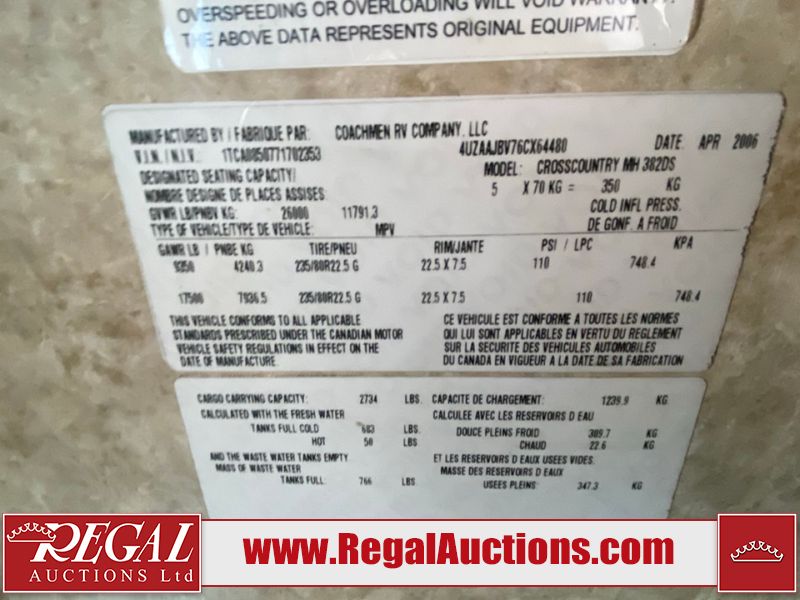 OVERSPEEDING OR OVERLOADING WILL VOID WARRANTY.
THE ABOVE DATA REPRESENTS ORIGINAL EQUIPMENT.
MANUFACTURED BY / FABRIQUE PAR: COACHMEN RV COMPANY, LLC
V.I.N. / N.I.V. 1TCA0850771702353 4UZAAJBV76CX64480 DATE. APR 2006
DESIGNATED SEATING CAPACITY/ MODEL: CROSSCOUNTRY MH 382DS
NOMBRE DESIGNE DE PLACES ASSISES: 5 X 70 KG = 350 KG
GVWR LB/PNBV KG: 26000 11791.3 COLD INFL PRESS.
TYPE OF VEHICLE/TYPE DE VEHICLE: MPV DE GONF. A FROID
GAWR LB / PNBE KG TIRE/PNEU RIM/JANTE PSI / LPC KPA
9350 4240.3 235/80R22.5 G 22.5 X 7.5 110 748.4
17500 7936.5 235/80R22.5 G 22.5 X 7.5 110 748.4
THIS VEHICLE CONFORMS TO ALL APPLICABLE CE VEHICULE EST CONFORME A TOUTES LES NORMES
STANDARDS PRESCRIBED UNDER THE CANADIAN MOTOR QUI LUI SONT APPLICABLES EN VERTU DU REGLEMENT
VEHICLE SAFETY REGULATIONS IN EFFECT ON THE SUR LA SECURITE DES VEHICULES AUTOMOBILES
DATE OF MANUFACTURE. DU CANADA EN VIGUEUR A LA DATE DE SA FABRICATION
CARGO CARRYING CAPACITY: 2734 LBS. CAPACITE DE CHARGEMENT: 1239.9 KG
CALCULATED WITH THE FRESH WATER CALCULEE AVEC LES RESERVOIRS D EAU
TANKS FULL COLD 683 LBS DOUCE PLEINS FROID 309.7 KG
HOT 50 LBS CHAUD 22.6 KG
AND THE WASTE WATER TANKS EMPTY ET LES RESERVOIRS D EAUX USEES VIDES.
MASS OF WASTE WATER MASSE DES RESERVOIRS D EAUX
TANKS FULL: 766 LBS USEES PLEINS: 347.3 KG
REGAL
AUCTIONS Ltd
www.RegalAuctions.com